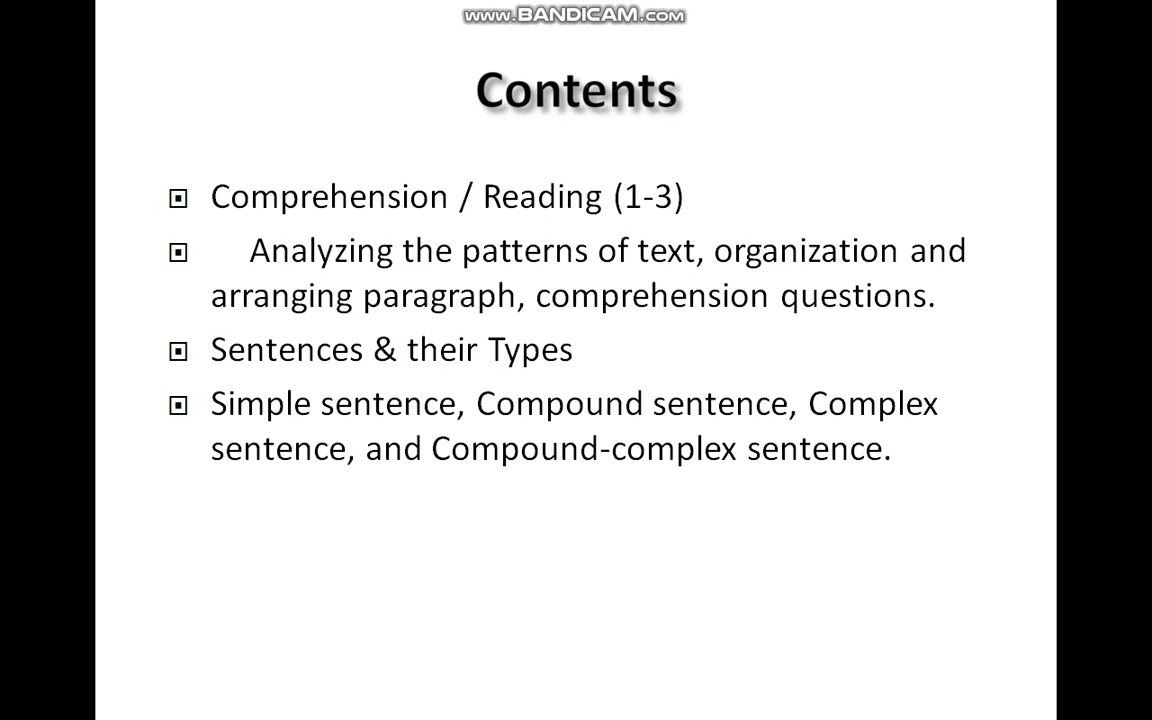 www.BANDICAM.com
Contents
Comprehension / Reading (1-3)
Analyzing the patterns of text, organization and
arranging paragraph, comprehension questions.
Sentences & their Types
Simple sentence, Compound sentence, Complex
sentence, and Compound-complex sentence.